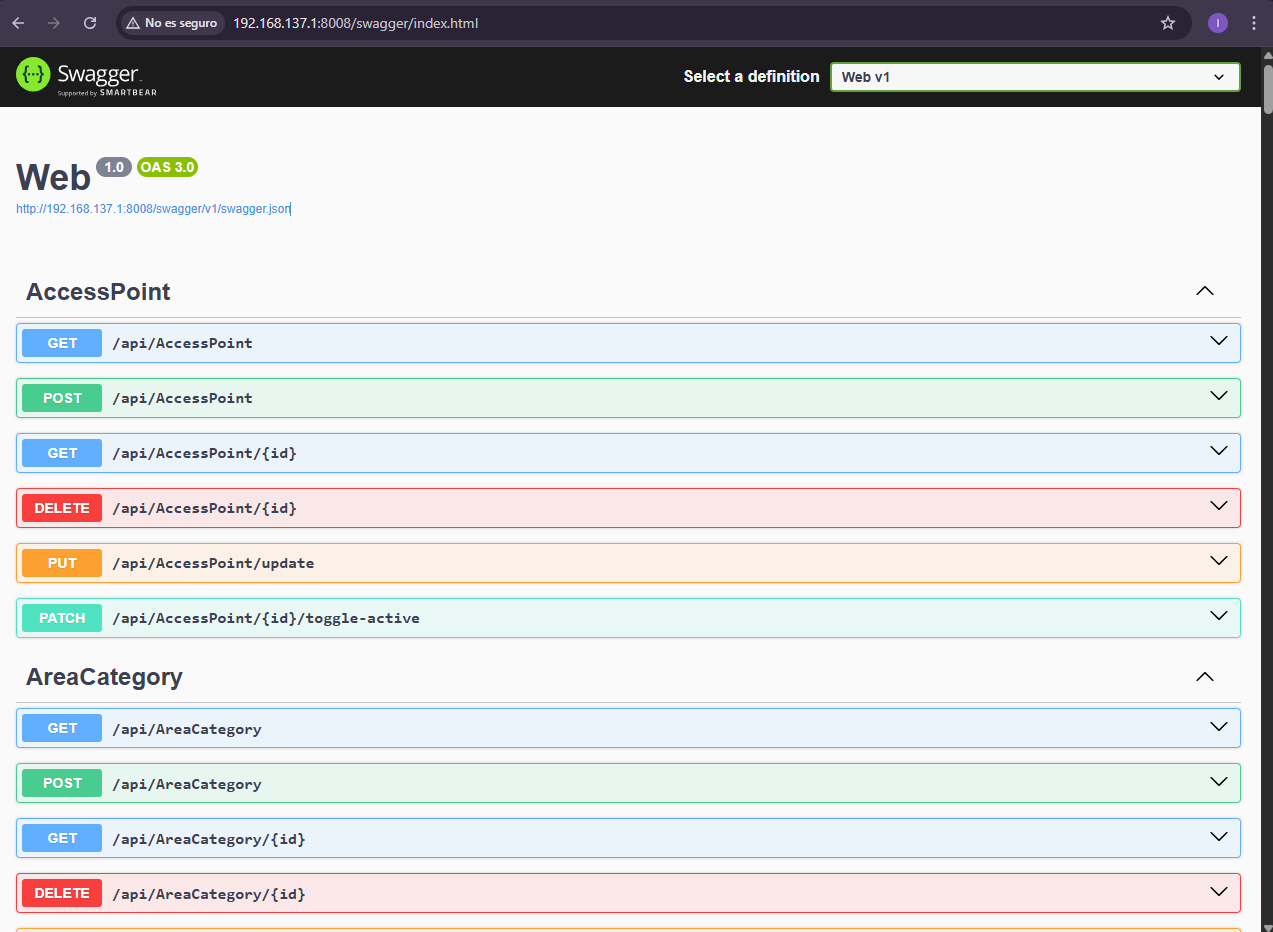 No es seguro 192.168.137.1:8008/swagger/index.html I
Swagger
Supported by SMARTBEAR
Select a definition Web v1
Web 1.0 OAS 3.0
http://192.168.137.1:8008/swagger/v1/swagger.json
AccessPoint
GET /api/AccessPoint
POST /api/AccessPoint
GET /api/AccessPoint/{id}
DELETE /api/AccessPoint/{id}
PUT /api/AccessPoint/update
PATCH /api/AccessPoint/{id}/toggle-active
AreaCategory
GET /api/AreaCategory
POST /api/AreaCategory
GET /api/AreaCategory/{id}
DELETE /api/AreaCategory/{id}